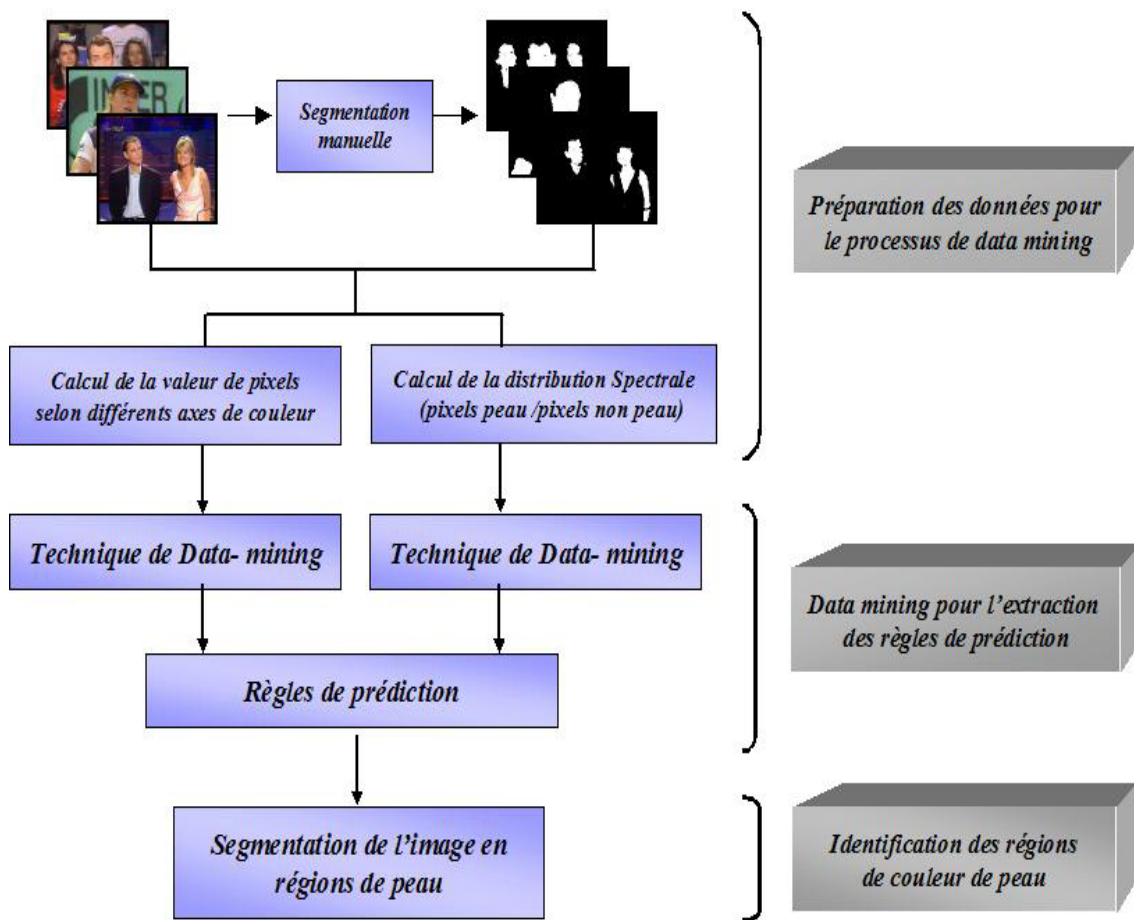 INTER
Segmentation
manuelle
Préparation des données pour
le processus de data mining
Calcul de la valeur de pixels
selon différents axes de couleur
Calcul de la distribution Spectrale
(pixels peau /pixels non peau)
Technique de Data- mining
Technique de Data- mining
Data mining pour l’extraction
des règles de prédiction
Règles de prédiction
Segmentation de l’image en
régions de peau
Identification des régions
de couleur de peau